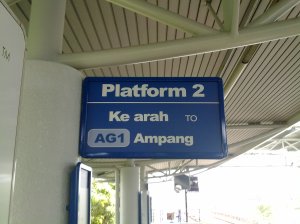 Platform 2
Ke arah TO
AG1 Ampang